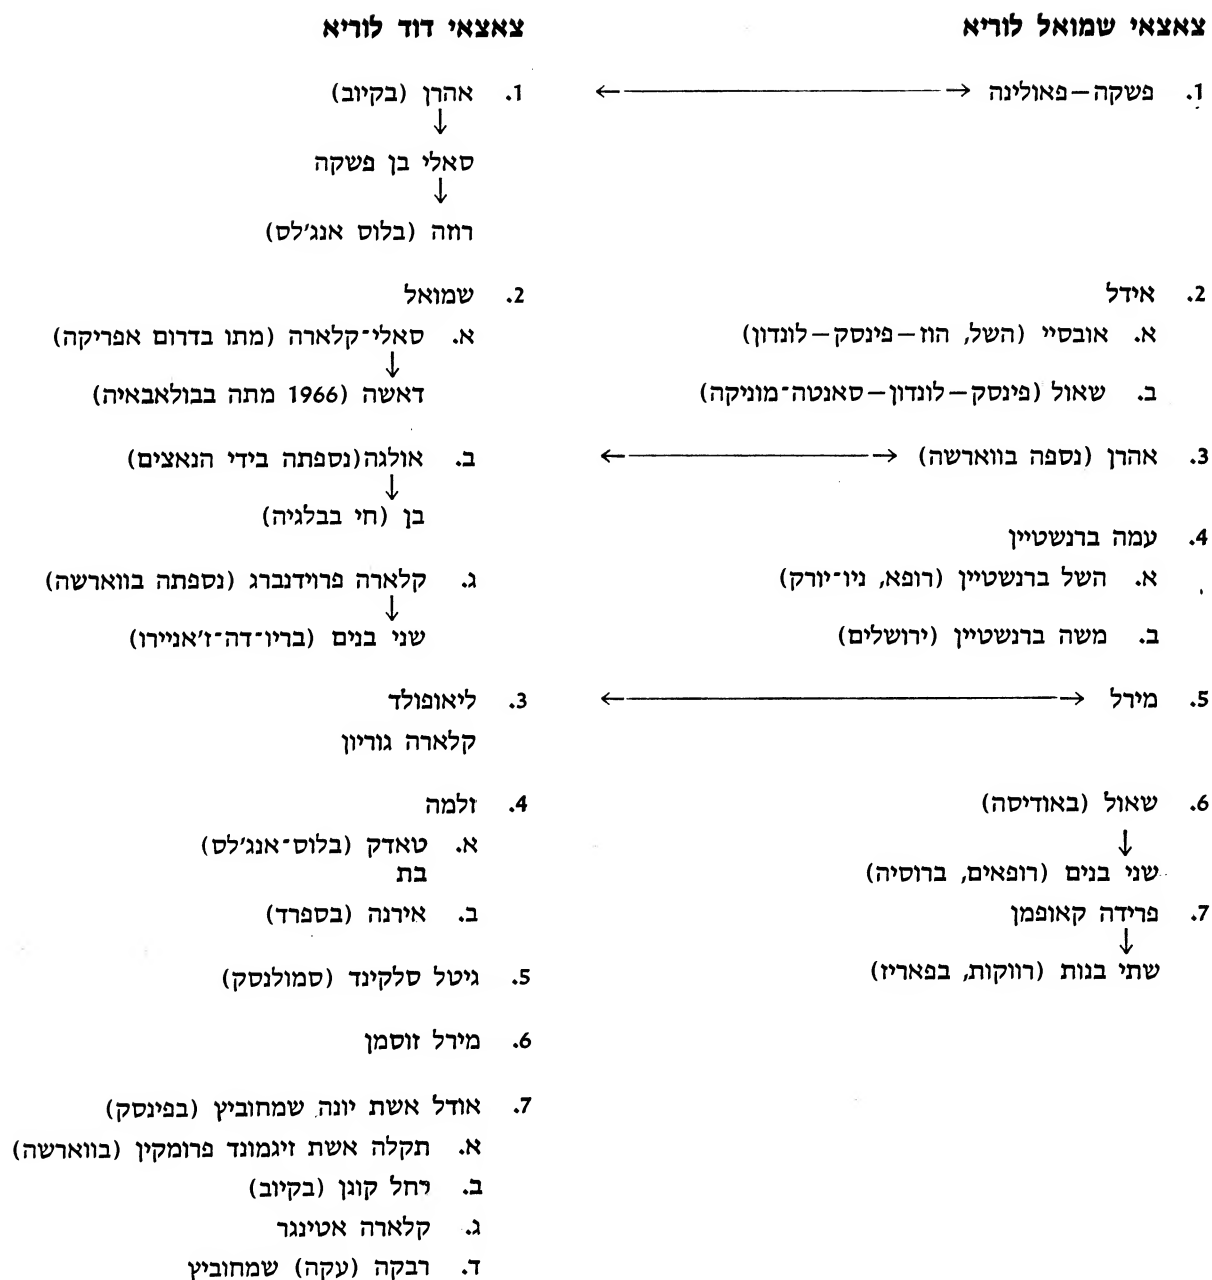 צאצאי שמואל לוריא
1. פשקה–פאולינה
2. אידל
א. אובסיי (השל, הוז–פינסק–לונדון)
ב. שאול (פינסק–לונדון–סאנטה־מוניקה)
3. אהרן (נספה בווארשה)
4. עמה ברנשטיין
א. השל ברנשטיין (רופא, ניו־יורק)
ב. משה ברנשטיין (ירושלים)
5. מירל
6. שאול (באודיסה)
שני בנים (רופאים, ברוסיה)
7. פרידה קאופמן
שתי בנות (רווקות, בפאריז)
צאצאי דוד לוריא
1. אהרן (בקיוב)
סאלי בן פשקה
רוזה (בלוס אנג'לס)
2. שמואל
א. סאלי־קלארה (מתו בדרום אפריקה)
דאשה (1966 מתה בבולאבאיה)
ב. אולגה(נספתה בידי הנאצים)
בן (חי בבלגיה)
ג. קלארה פרוידנברג (נספתה בווארשה)
שני בנים (בריו־דה־ז'אניירו)
3. ליאופולד
קלארה גוריון
4. זלמה
א. טאדק (בלוס־אנג'לס)
בת
ב. אירנה (בספרד)
5. גיטל סלקינד (סמולנסק)
6. מירל זוסמן
7. אודל אשת יונה שמחוביץ (בפינסק)
א. תקלה אשת זיגמונד פרומקין (בווארשה)
ב. רחל קונן (בקיוב)
ג. קלארה אטינגר
ד. רבקה (עקה) שמחוביץ